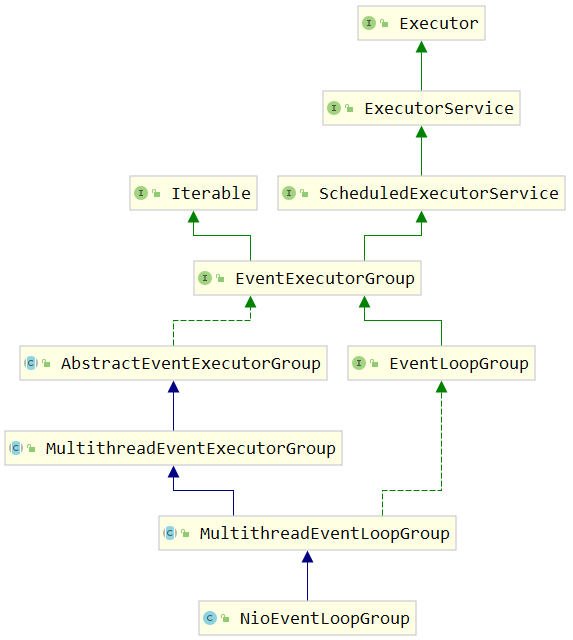 Executor
ExecutorService
Iterable
ScheduledExecutorService
EventExecutorGroup
AbstractEventExecutorGroup
EventLoopGroup
MultithreadEventExecutorGroup
MultithreadEventLoopGroup
NioEventLoopGroup